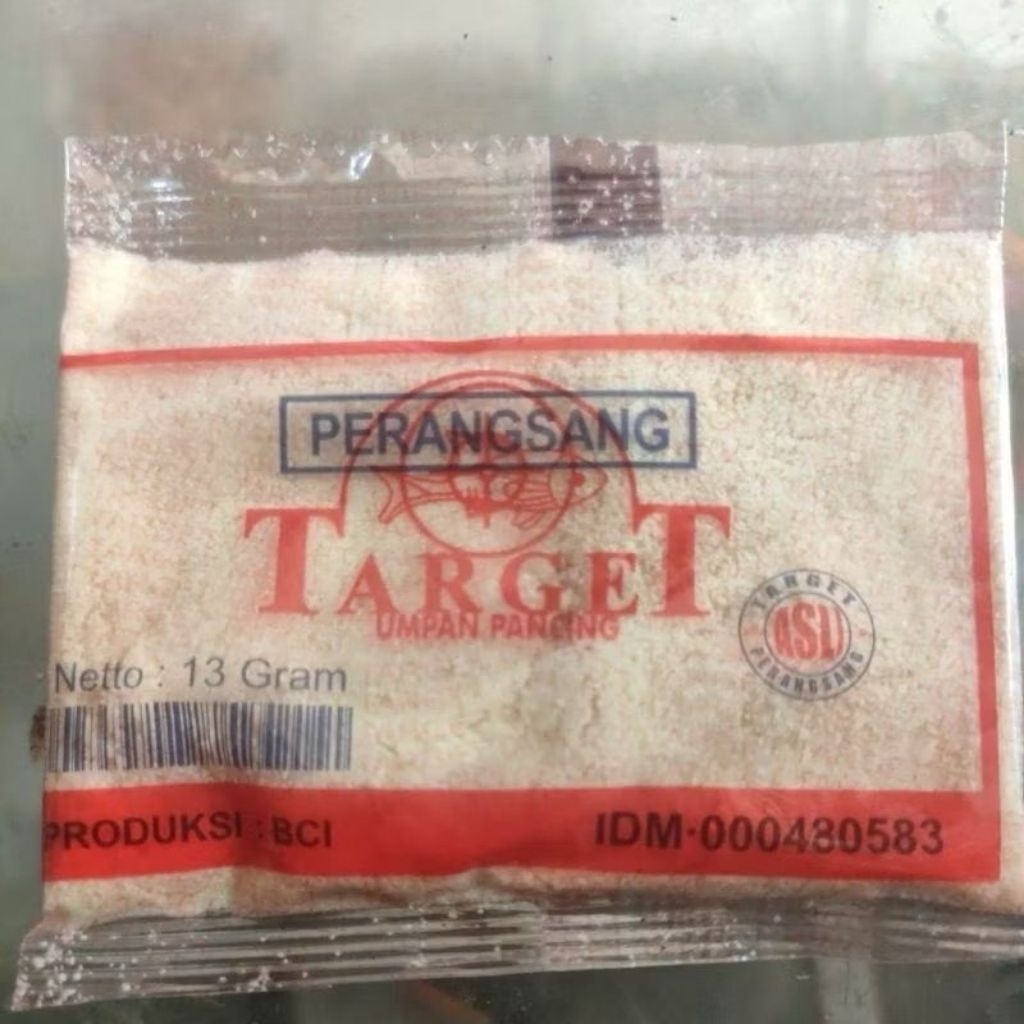 PERANGSANG
TARGET
UMPAN PANCING
TARGET
ASLI
PERANGSANG
Netto : 13 Gram
PRODUKSI : BCI
IDM-000480583